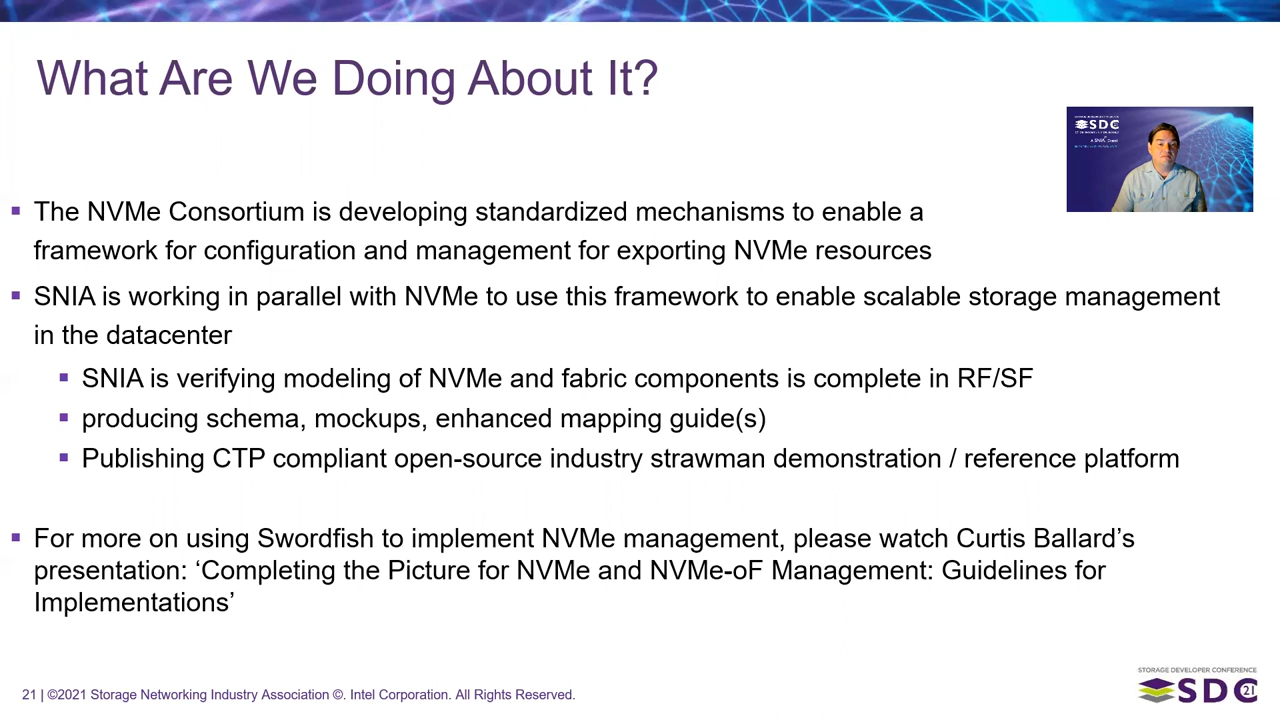 What Are We Doing About It?
SDC
The NVMe Consortium is developing standardized mechanisms to enable a
framework for configuration and management for exporting NVMe resources
SNIA is working in parallel with NVMe to use this framework to enable scalable storage management
in the datacenter
SNIA is verifying modeling of NVMe and fabric components is complete in RF/SF
producing schema, mockups, enhanced mapping guide(s)
Publishing CTP compliant open-source industry strawman demonstration / reference platform
For more on using Swordfish to implement NVMe management, please watch Curtis Ballard’s
presentation: ‘Completing the Picture for NVMe and NVMe-oF Management: Guidelines for
Implementations’
21 | ©2021 Storage Networking Industry Association ©. Intel Corporation. All Rights Reserved.
STORAGE DEVELOPER CONFERENCE
SDC 21